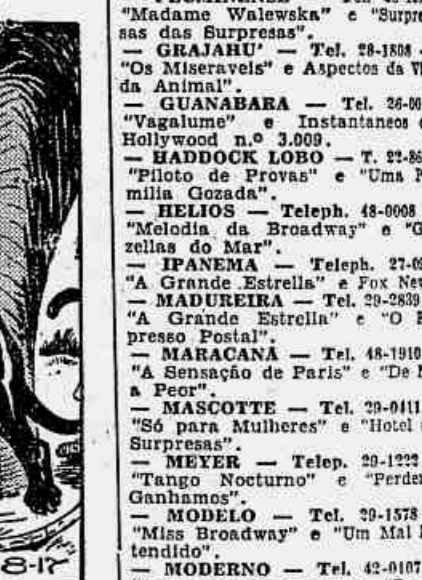 "Madame Walewska" e "Surpre
sas das Surpresas".
— GRAJAHU' — Tel. 28-1808
"Os Miseraveis" e Aspectos da Vi
da Animal".
— GUANABARA — Tel. 26-00
"Vagalume" e Instantaneos
Hollywood n.º 3.009.
— HADDOCK LOBO — T. 22-86
"Piloto de Provas" e "Uma
milia Gozada".
— HELIOS — Teleph. 48-0008
"Melodia da Broadway" e "G
zellas do Mar".
— IPANEMA — Teleph. 27-09
"A Grande Estrella" e Fox New
— MADUREIRA — Tel. 29-2839
"A Grande Estrella" e "O
presso Postal".
— MARACANÃ — Tel. 48-1910
"A Sensação de Paris" e "De
a Peor".
— MASCOTTE — Tel. 29-0411
"Só para Mulheres" e "Hotel
Surpresas".
— MEYER — Telep. 29-1222
"Tango Nocturno" e "Perder
Ganhamos".
— MODELO — Tel. 29-1578
"Miss Broadway" e "Um Mal
tendido".
— MODERNO — Tel. 42-0107
8-17